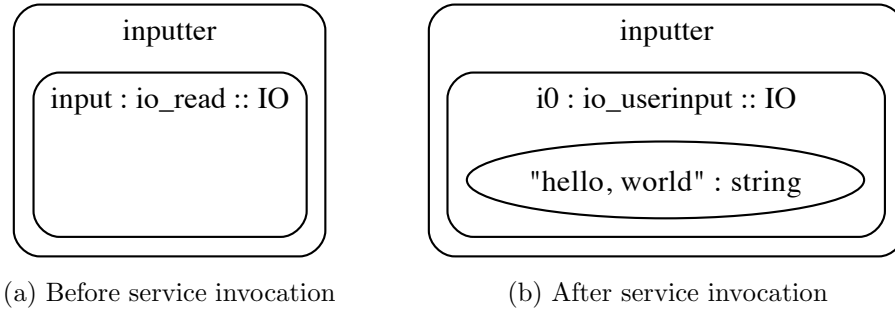 inputter
input : io_read :: IO
(a) Before service invocation
inputter
i0 : io_userinput :: IO
"hello, world" : string
(b) After service invocation